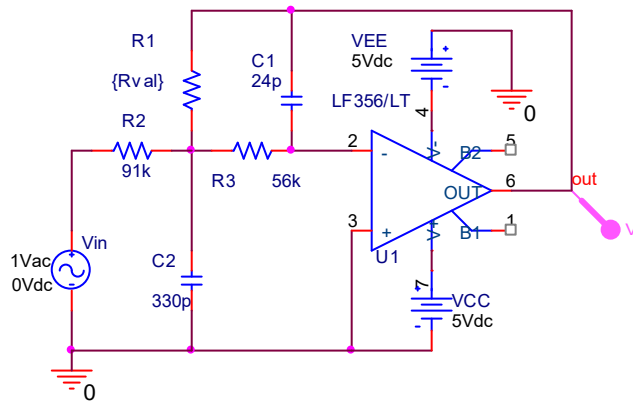 R1
{Rval}
C1
24p
VEE
5Vdc
0
LF356/LT
R2
91k
R3
56k
2
-
4
V-
B2
5
OUT
6
out
V
3
+
V+
B1
1
U1
Vin
1Vac
0Vdc
C2
330p
7
VCC
5Vdc
0